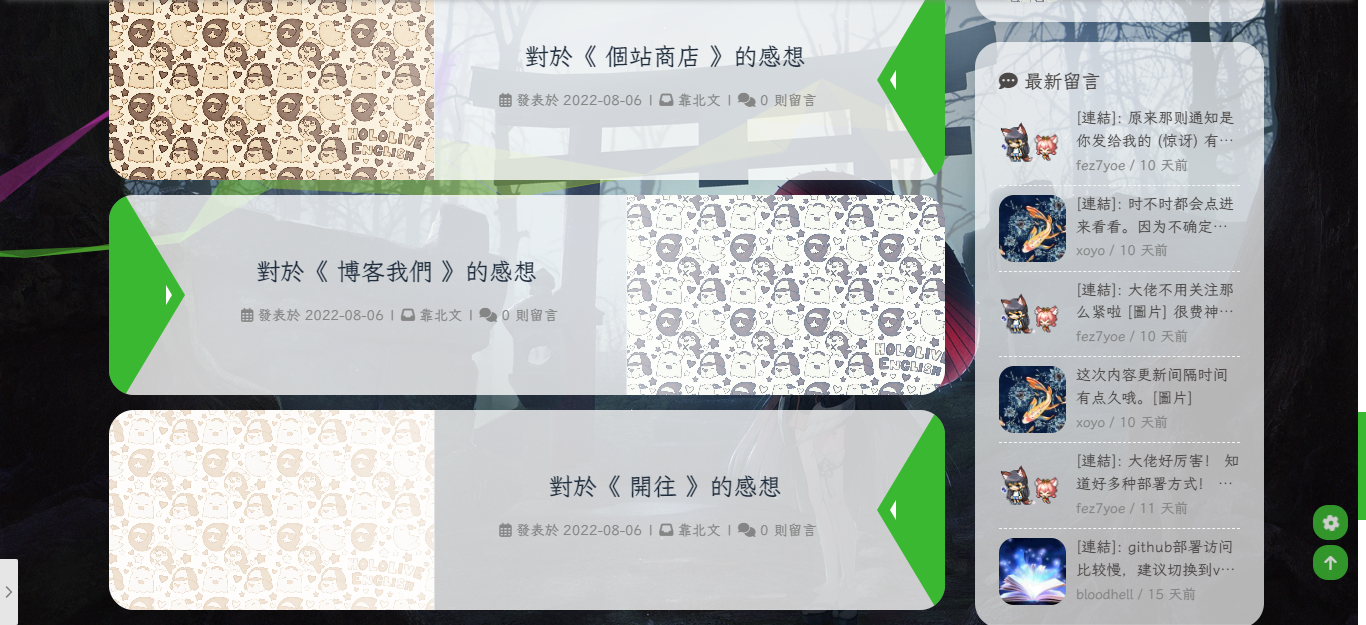 對於《 個站商店 》的感想
發表於 2022-08-06 | 靠北文 | 0 則留言
HOLOLIVE
ENGLISH
對於《 博客我們 》的感想
發表於 2022-08-06 | 靠北文 | 0 則留言
HOLOLIVE
ENGLISH
對於《 開往 》的感想
發表於 2022-08-06 | 靠北文 | 0 則留言
HOLOLIVE
ENGLISH
最新留言
[連結]: 原来那则通知是
你发给我的 (惊讶) 有…
fez7yoe / 10 天前
[連結]: 时不时都会点进
来看看。因为不确定…
xoyo / 10 天前
[連結]: 大佬不用关注那
么紧啦 [圖片] 很费神…
fez7yoe / 10 天前
这次内容更新间隔时间
有点久哦。[圖片]
xoyo / 10 天前
[連結]: 大佬好厉害！ 知
道好多种部署方式！ …
fez7yoe / 11 天前
[連結]: github部署访问
比较慢，建议切换到v…
bloodhell / 15 天前